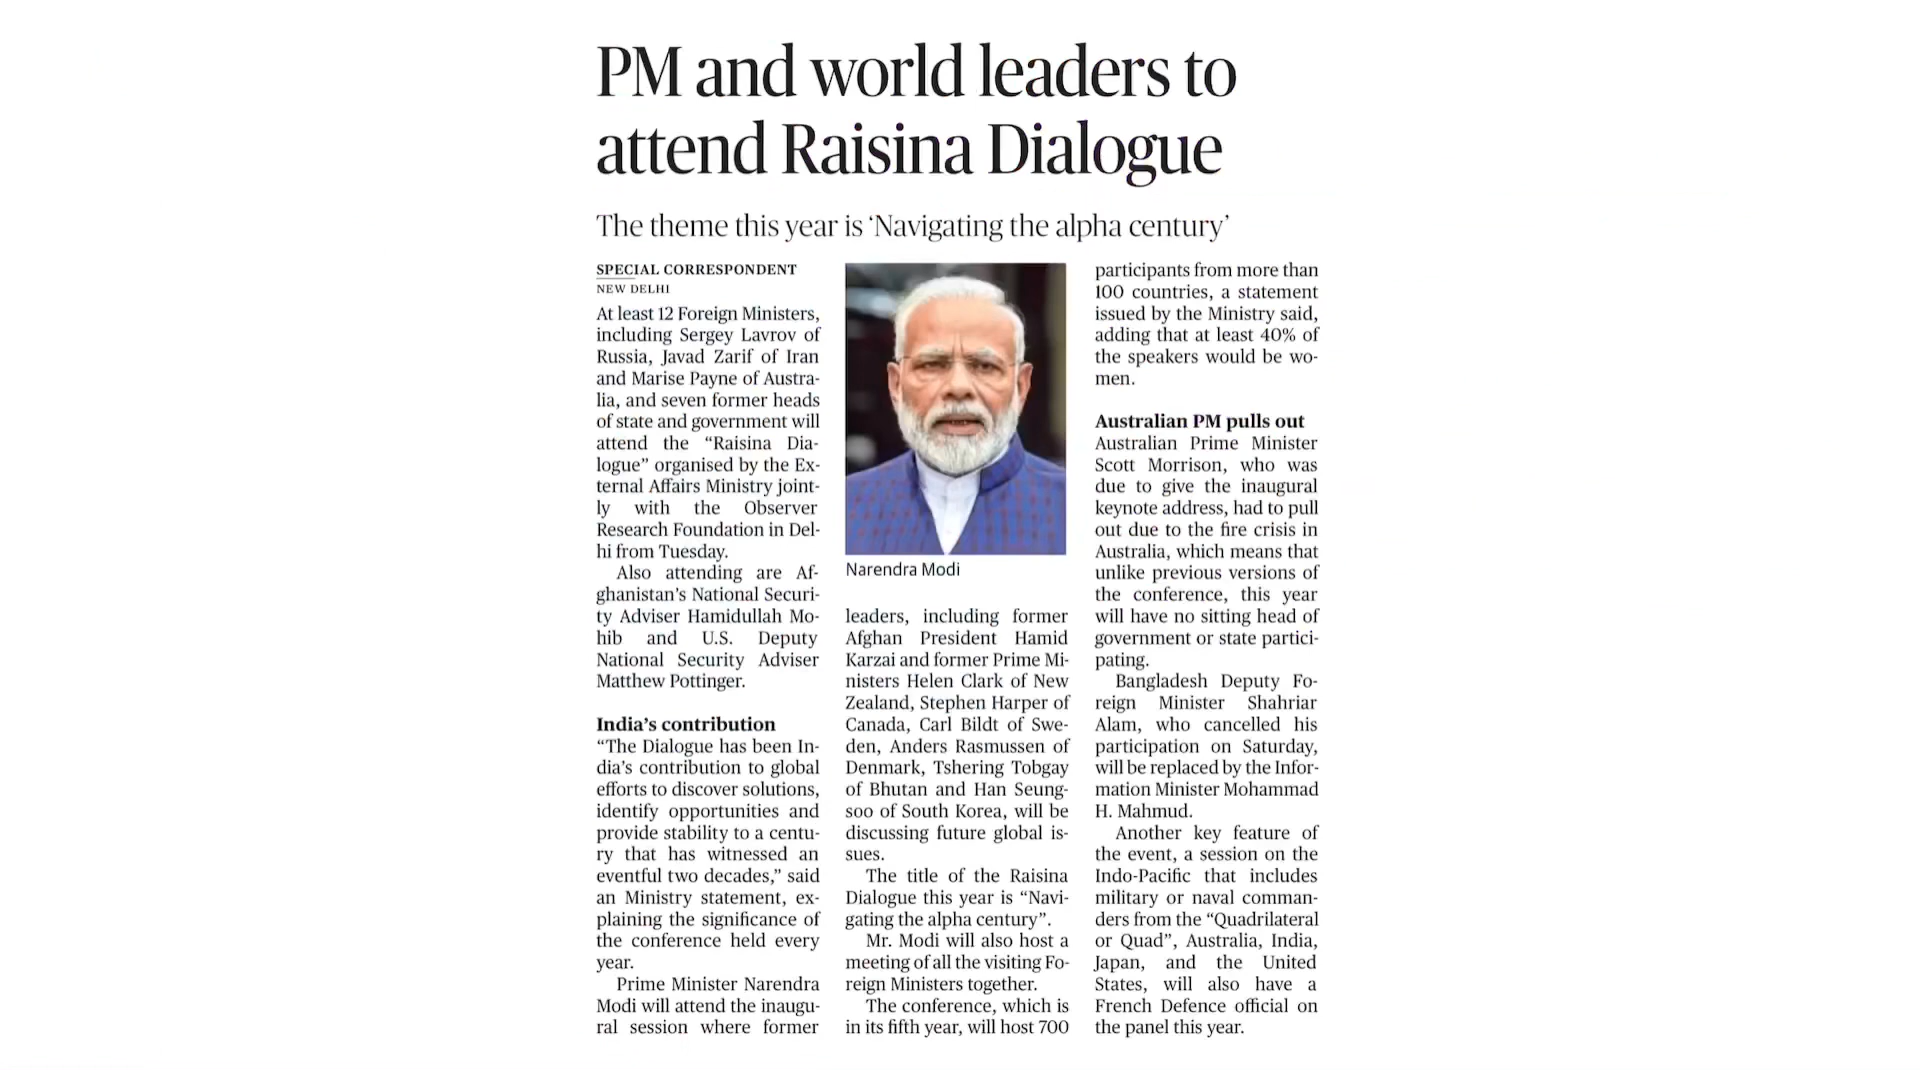 PM and world leaders to
attend Raisina Dialogue
The theme this year is ‘Navigating the alpha century’
SPECIAL CORRESPONDENT
NEW DELHI
At least 12 Foreign Ministers,
including Sergey Lavrov of
Russia, Javad Zarif of Iran
and Marise Payne of Austra-
lia, and seven former heads
of state and government will
attend the “Raisina Dia-
logue” organised by the Ex-
ternal Affairs Ministry joint-
ly with the Observer
Research Foundation in Del-
hi from Tuesday.
Also attending are Af-
ghanistan’s National Securi-
ty Adviser Hamidullah Mo-
hib and U.S. Deputy
National Security Adviser
Matthew Pottinger.
India’s contribution
“The Dialogue has been In-
dia’s contribution to global
efforts to discover solutions,
identify opportunities and
provide stability to a centu-
ry that has witnessed an
eventful two decades,” said
an Ministry statement, ex-
plaining the significance of
the conference held every
year.
Prime Minister Narendra
Modi will attend the inaugu-
ral session where former
Narendra Modi
leaders, including former
Afghan President Hamid
Karzai and former Prime Mi-
nisters Helen Clark of New
Zealand, Stephen Harper of
Canada, Carl Bildt of Swe-
den, Anders Rasmussen of
Denmark, Tshering Tobgay
of Bhutan and Han Seung-
soo of South Korea, will be
discussing future global is-
sues.
The title of the Raisina
Dialogue this year is “Navi-
gating the alpha century”.
Mr. Modi will also host a
meeting of all the visiting Fo-
reign Ministers together.
The conference, which is
in its fifth year, will host 700
participants from more than
100 countries, a statement
issued by the Ministry said,
adding that at least 40% of
the speakers would be wo-
men.
Australian PM pulls out
Australian Prime Minister
Scott Morrison, who was
due to give the inaugural
keynote address, had to pull
out due to the fire crisis in
Australia, which means that
unlike previous versions of
the conference, this year
will have no sitting head of
government or state partici-
pating.
Bangladesh Deputy Fo-
reign Minister Shahriar
Alam, who cancelled his
participation on Saturday,
will be replaced by the Infor-
mation Minister Mohammad
H. Mahmud.
Another key feature of
the event, a session on the
Indo-Pacific that includes
military or naval comman-
ders from the “Quadrilateral
or Quad”, Australia, India,
Japan, and the United
States, will also have a
French Defence official on
the panel this year.